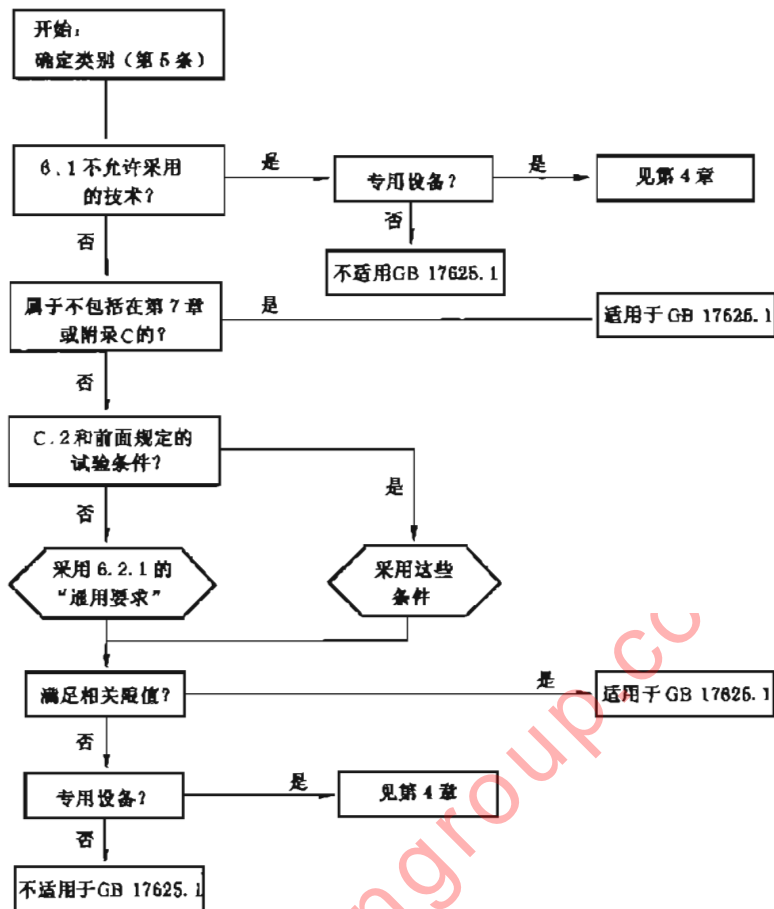 开始:
确定类别(第5条)
6.1不允许采用
的技术?
是
专用设备?
是
见第4章
否
否
不适用GB 17625.1
属于不包括在第7章
或附录C的?
是
适用于GB 17625.1
否
C.2和前面规定的
试验条件?
是
否
采用6.2.1的
“通用要求”
采用这些
条件
满足相关限值?
是
适用于GB 17625.1
否
专用设备?
是
见第4章
否
不适用于GB 17625.1
ngroup.co